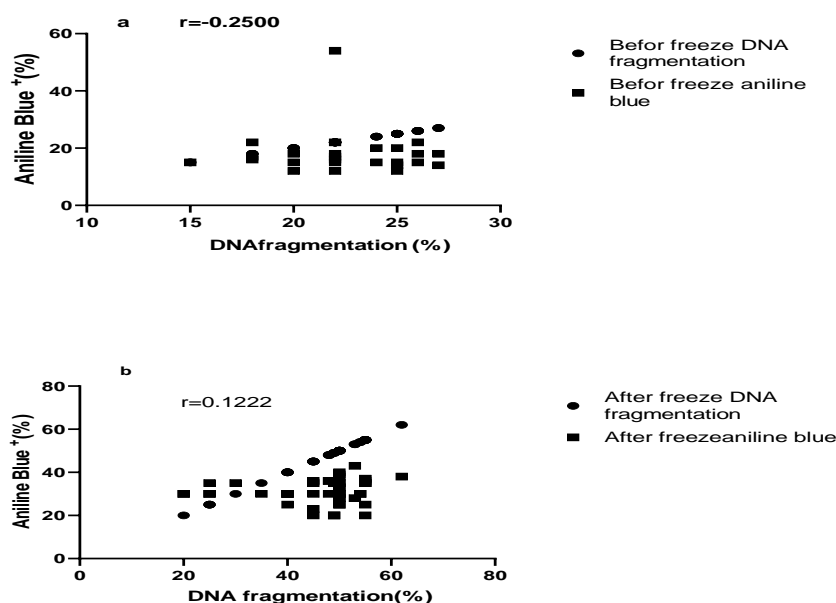 a r=-0.2500
Aniline Blue +(%)
60
40
20
0
10 15 20 25 30
DNAfragmentation (%)
Befor freeze DNA
fragmentation
Befor freeze aniline
blue
b
r=0.1222
Aniline Blue +(%)
80
60
40
20
0
0 20 40 60 80
DNA fragmentation(%)
After freeze DNA
fragmentation
After freezeaniline blue